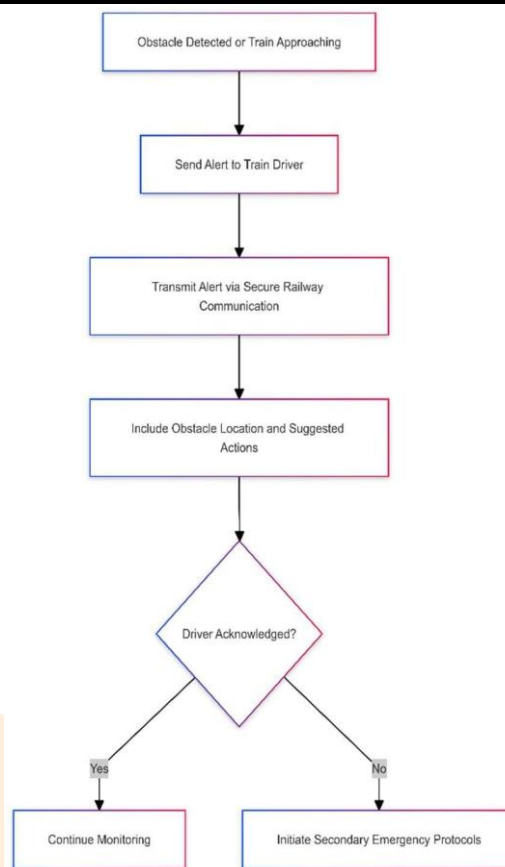 Obstacle Detected or Train Approaching
Send Alert to Train Driver
Transmit Alert via Secure Railway
Communication
Include Obstacle Location and Suggested
Actions
Driver Acknowledged?
Yes
No
Continue Monitoring
Initiate Secondary Emergency Protocols